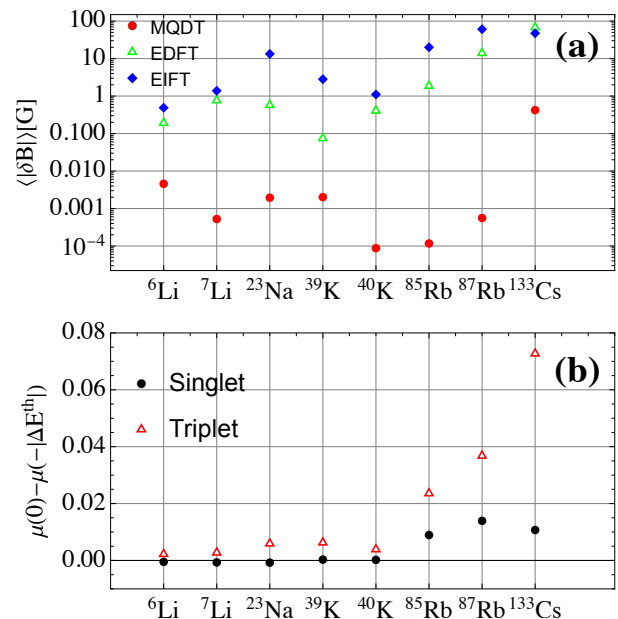 100
10
1
0.100
0.010
0.001
10⁻⁴
⟨|δB|⟩[G]
MQDT
EDFT
EIFT
(a)
⁶Li ⁷Li ²³Na ³⁹K ⁴⁰K ⁸⁵Rb ⁸⁷Rb ¹³³Cs
0.08
0.06
0.04
0.02
0.00
μ(0)−μ(−|ΔEᵗʰ|)
Singlet
Triplet
(b)
⁶Li ⁷Li ²³Na ³⁹K ⁴⁰K ⁸⁵Rb ⁸⁷Rb ¹³³Cs